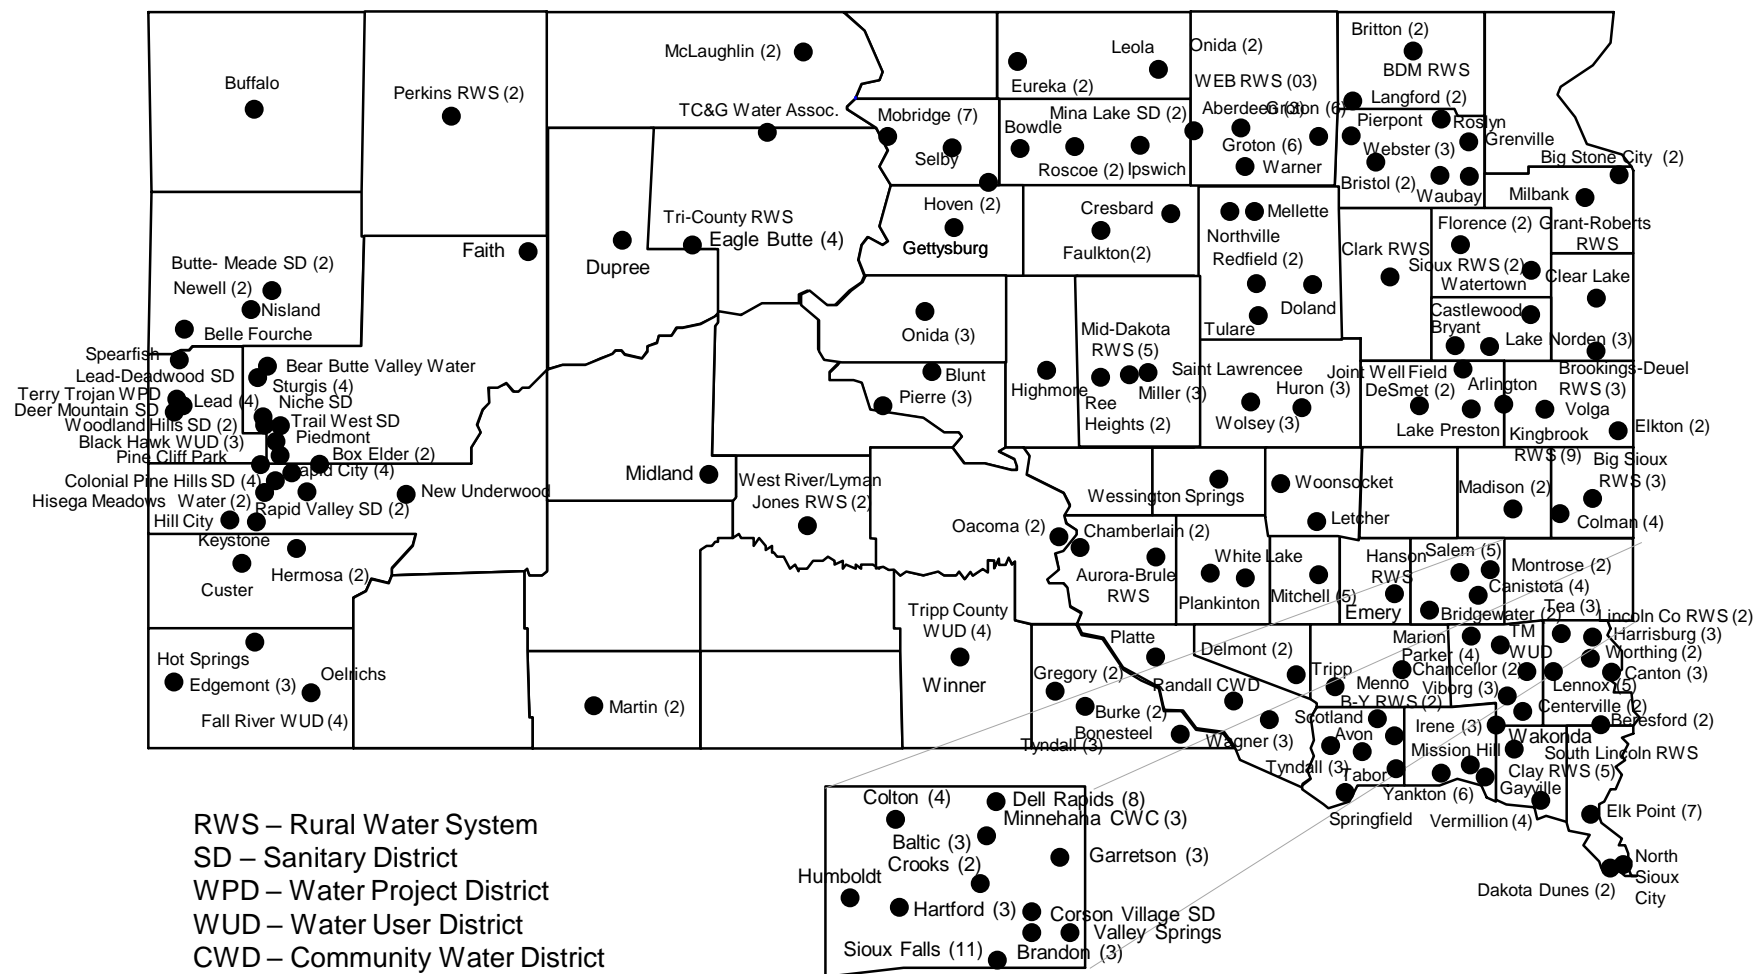 McLaughlin (2)
Leola
Onida (2)
Britton (2)
Buffalo
Perkins RWS (2)
Eureka (2)
WEB RWS (03)
BDM RWS
TC&G Water Assoc.
Mobridge (7)
Bowdle
Mina Lake SD (2)
Aberdeen (3)
Groton (6)
Langford (2)
Pierpont
Roslyn
Selby
Groton (6)
Webster (3)
Grenville
Roscoe (2)
Ipswich
Warner
Bristol (2)
Waubay
Big Stone City (2)
Milbank
Hoven (2)
Cresbard
Mellette
Tri-County RWS
Eagle Butte (4)
Gettysburg
Faulkton(2)
Northville
Redfield (2)
Clark RWS
Florence (2)
Grant-Roberts
RWS
Faith
Dupree
Sioux RWS (2)
Watertown
Clear Lake
Butte- Meade SD (2)
Newell (2)
Nisland
Belle Fourche
Onida (3)
Doland
Tulare
Castlewood
Bryant
Lake Norden (3)
Mid-Dakota
RWS (5)
Spearfish
Lead-Deadwood SD
Bear Butte Valley Water
Sturgis (4)
Niche SD
Terry Trojan WPD
Lead (4)
Deer Mountain SD
Woodland Hills SD (2)
Trail West SD
Black Hawk WUD (3)
Piedmont
Pine Cliff Park
Box Elder (2)
Blunt
Pierre (3)
Highmore
Ree
Heights (2)
Miller (3)
Saint Lawrencee
Huron (3)
Wolsey (3)
Joint Well Field
DeSmet (2)
Arlington
Brookings-Deuel
RWS (3)
Volga
Lake Preston
Kingbrook
RWS (9)
Elkton (2)
Rapid City (4)
Colonial Pine Hills SD (4)
Hisega Meadows Water (2)
Rapid Valley SD (2)
New Underwood
Hill City
Keystone
Midland
West River/Lyman
Jones RWS (2)
Wessington Springs
Woonsocket
Letcher
Madison (2)
Big Sioux
RWS (3)
Colman (4)
Custer
Hermosa (2)
Oacoma (2)
Chamberlain (2)
Aurora-Brule
RWS
White Lake
Plankinton
Mitchell (5)
Hanson
RWS
Emery
Salem (5)
Montrose (2)
Canistota (4)
Bridgewater (2)
Tea (3)
Lincoln Co RWS (2)
Hot Springs
Edgemont (3)
Oelrichs
Fall River WUD (4)
Martin (2)
Tripp County
WUD (4)
Winner
Platte
Delmont (2)
Gregory (2)
Randall CWD
Burke (2)
Bonesteel
Tyndall (3)
Wagner (3)
Tripp
Marion
Parker (4)
TM
WUD
Harrisburg (3)
Worthing (2)
Chancellor (2)
Canton (3)
Menno
B-Y RWS (2)
Viborg (3)
Lennox (5)
Scotland
Centerville (2)
Avon
Irene (3)
Beresford (2)
Wakonda
Tyndall (3)
Tabor
Mission Hill
South Lincoln RWS
Clay RWS (5)
Gayville
Yankton (6)
Springfield
Vermillion (4)
Elk Point (7)
North
Sioux
City
Dakota Dunes (2)
Colton (4)
Dell Rapids (8)
Minnehaha CWC (3)
Baltic (3)
Crooks (2)
Garretson (3)
Humboldt
Hartford (3)
Corson Village SD
Valley Springs
Sioux Falls (11)
Brandon (3)
RWS – Rural Water System
SD – Sanitary District
WPD – Water Project District
WUD – Water User District
CWD – Community Water District